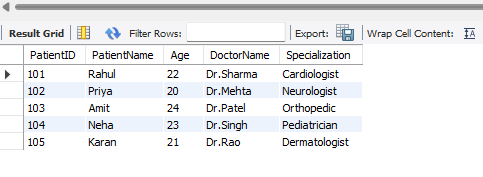 Result Grid Filter Rows: Export: Wrap Cell Content:
PatientID PatientName Age DoctorName Specialization
101 Rahul 22 Dr.Sharma Cardiologist
102 Priya 20 Dr.Mehta Neurologist
103 Amit 24 Dr.Patel Orthopedic
104 Neha 23 Dr.Singh Pediatrician
105 Karan 21 Dr.Rao Dermatologist